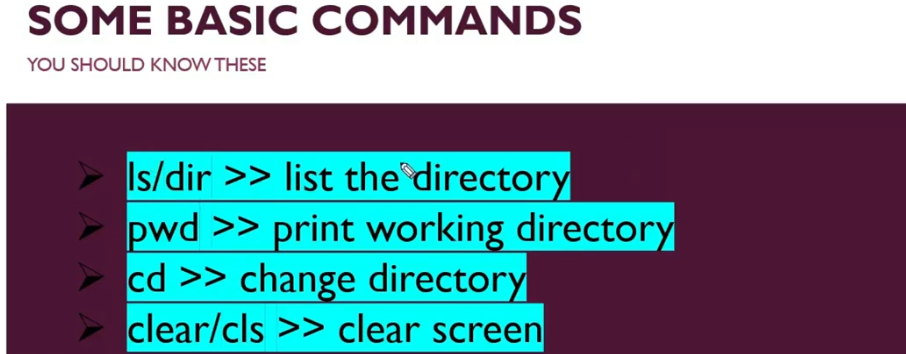 SOME BASIC COMMANDS
YOU SHOULD KNOW THESE
ls/dir >> list the directory
pwd >> print working directory
cd >> change directory
clear/cls >> clear screen